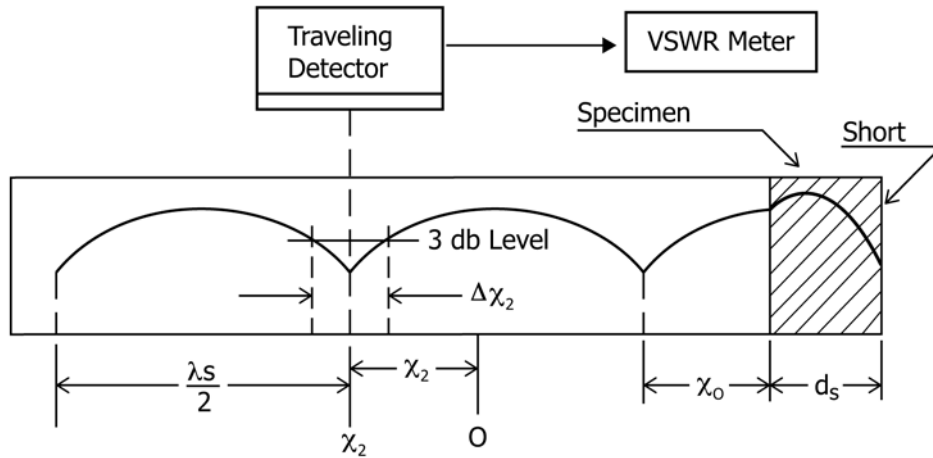 Traveling
Detector
VSWR Meter
Specimen
Short
3 db Level
Δχ₂
λs
2
χ₂
χ₂
O
χₒ
dₛ